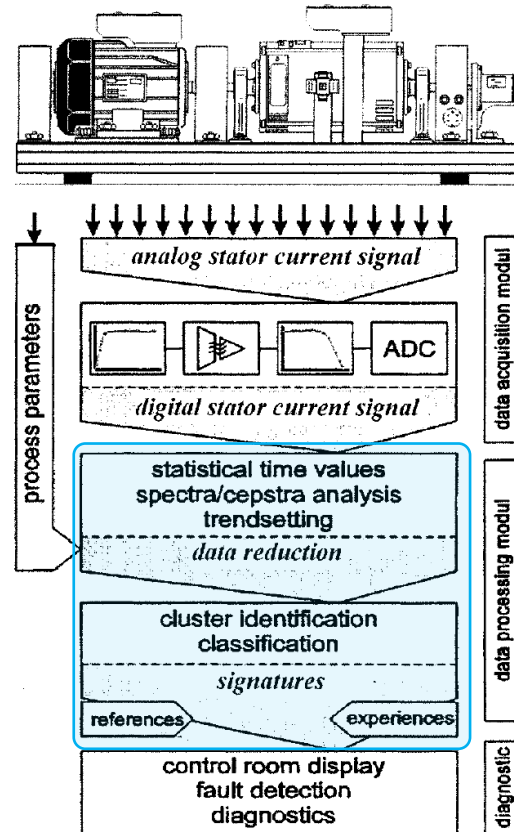 analog stator current signal
ADC
digital stator current signal
process parameters
statistical time values
spectra/cepstra analysis
trendsetting
data reduction
cluster identification
classification
signatures
references
experiences
control room display
fault detection
diagnostics
data acquisition modul
data processing modul
diagnostic